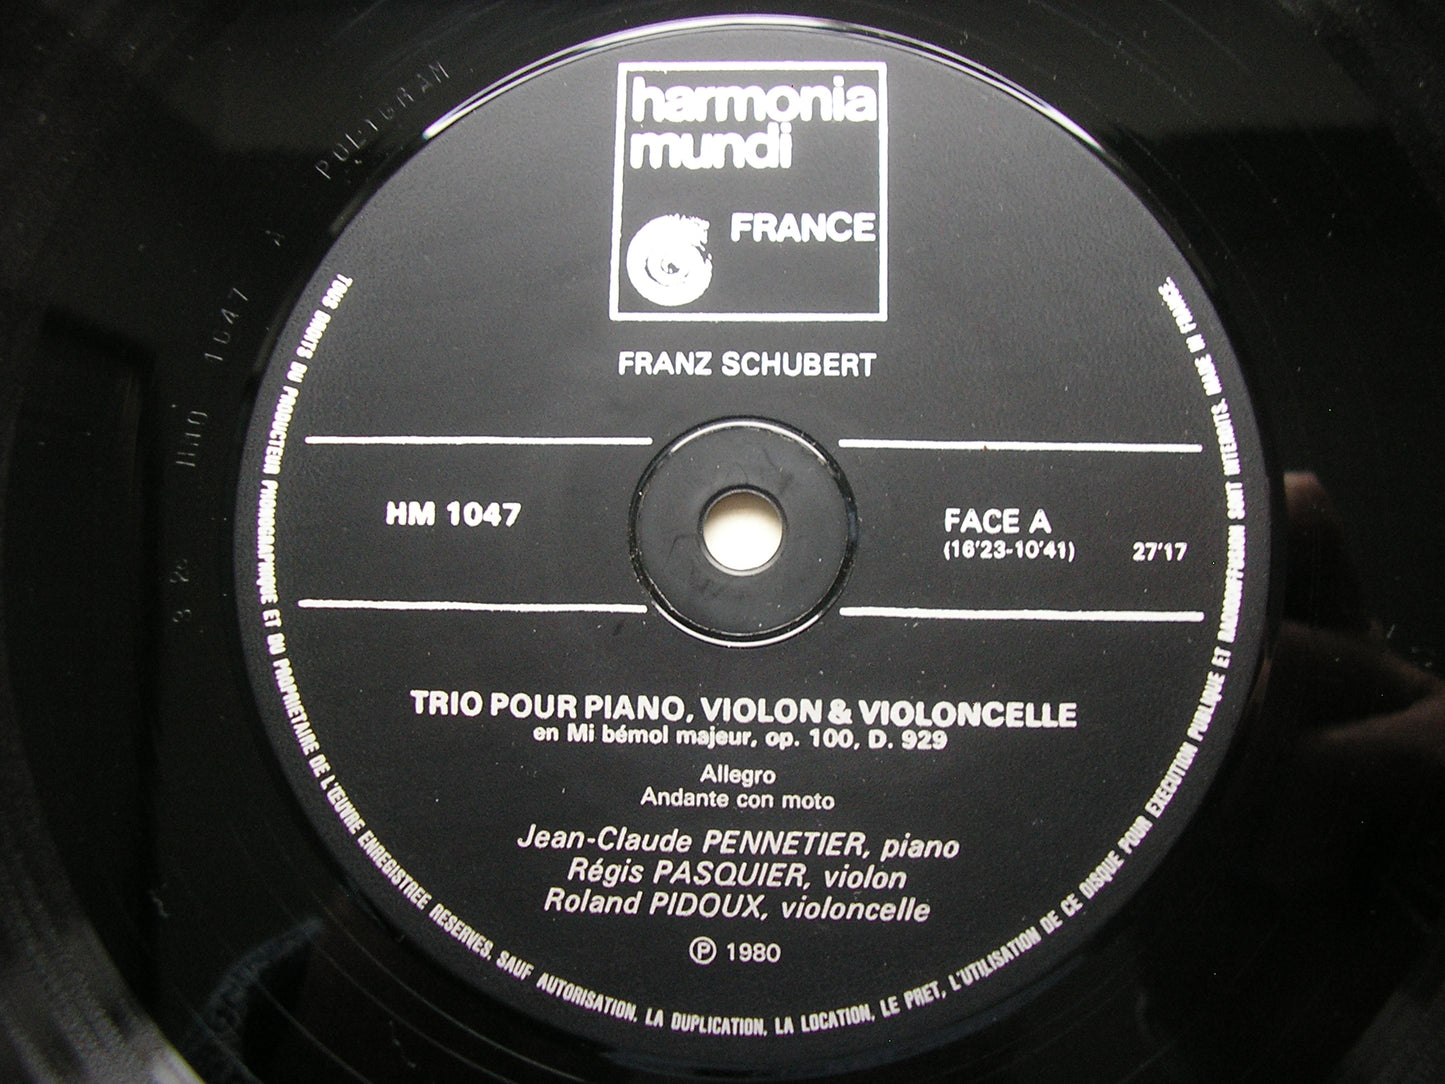 harmonia
mundi
FRANCE
FRANZ SCHUBERT
HM 1047
FACE A
(16'23-10'41) 27'17
TRIO POUR PIANO, VIOLON & VIOLONCELLE
en Mi bémol majeur, op. 100, D. 929
Allegro
Andante con moto
Jean-Claude PENNETIER, piano
Régis PASQUIER, violon
Roland PIDOUX, violoncelle
Ⓟ 1980
TOUS DROITS DU PRODUCTEUR PHONOGRAPHIQUE ET DU PROPRIETAIRE DE L'ŒUVRE ENREGISTREE RESERVES. SAUF AUTORISATION, LA DUPLICATION, LA LOCATION, LE PRET, L'UTILISATION DE CE DISQUE POUR EXECUTION PUBLIQUE ET RADIODIFFUSION SONT INTERDITS. MADE IN FRANCE.
1047 A